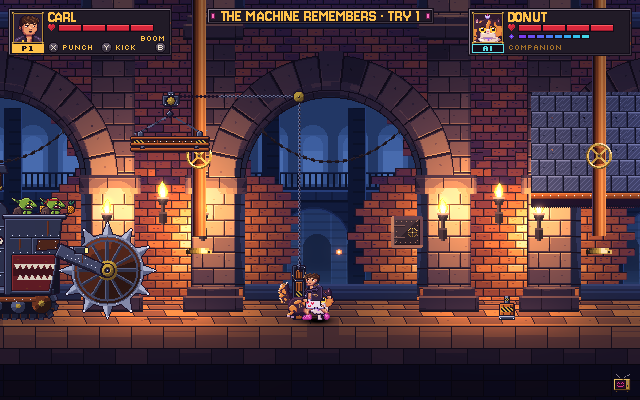 CARL
P1
X PUNCH Y KICK
BOOM
B
THE MACHINE REMEMBERS · TRY 1
DONUT
AI
COMPANION